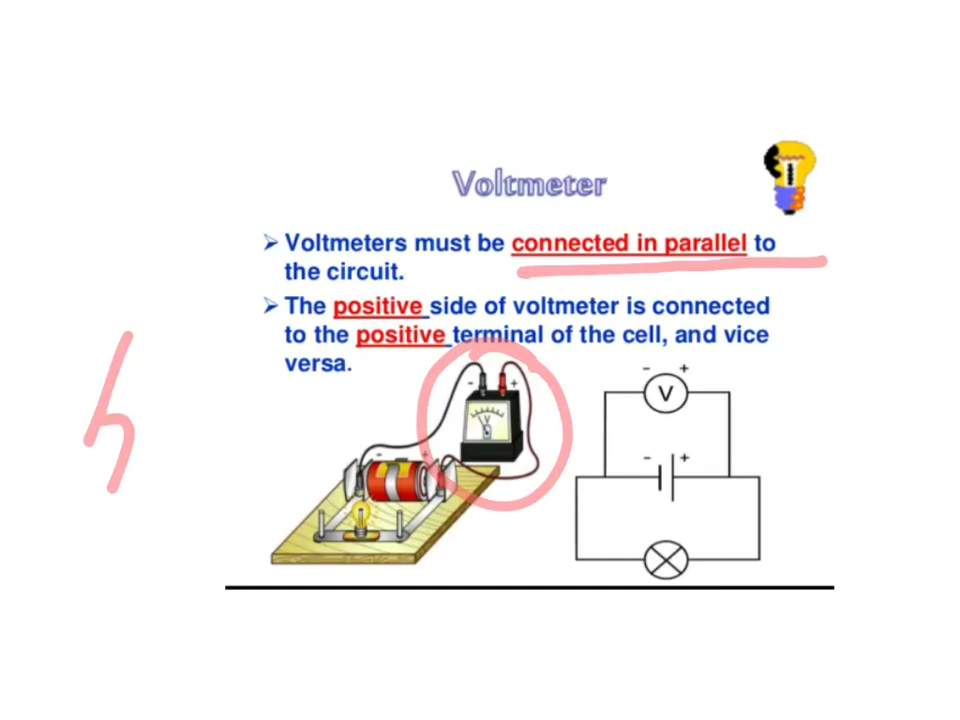 Voltmeter
➢ Voltmeters must be connected in parallel to
the circuit.
➢ The positive side of voltmeter is connected
to the positive terminal of the cell, and vice
versa.
- +
V
- +
- +
V
- +